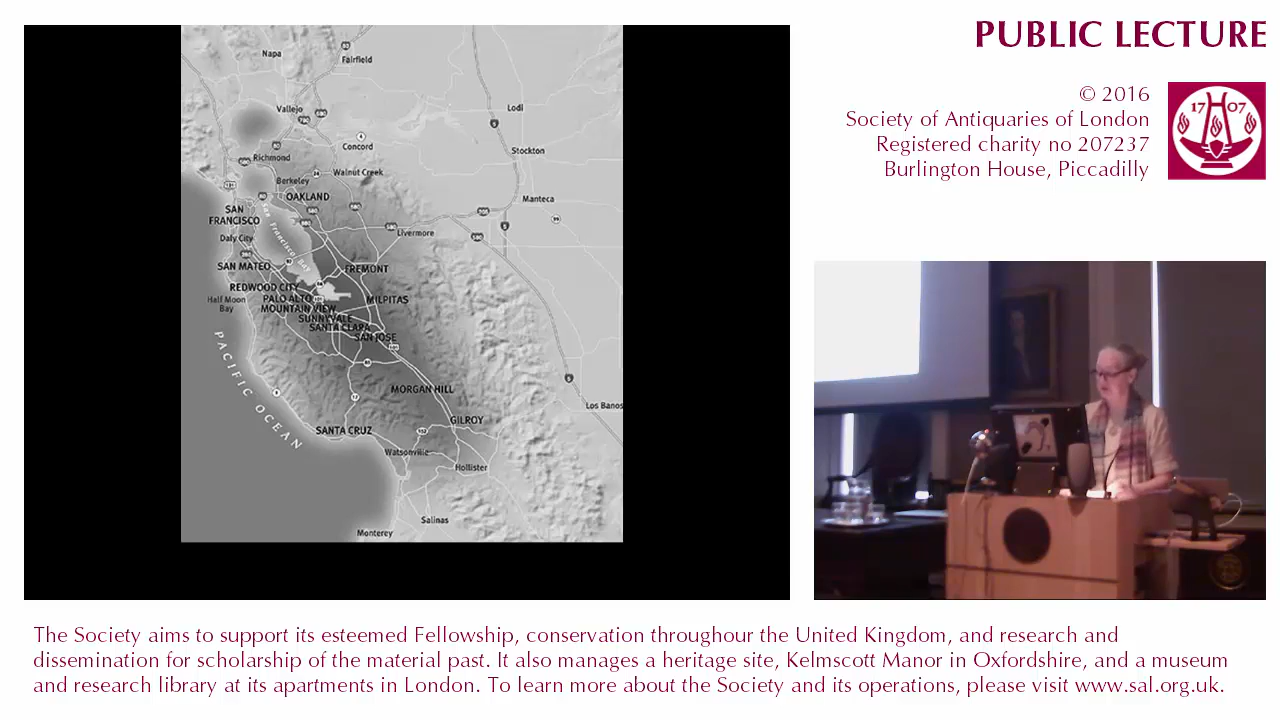 PUBLIC LECTURE
© 2016
Society of Antiquaries of London
Registered charity no 207237
Burlington House, Piccadilly
17 07
Napa
80
Fairfield
Vallejo
Lodi
Concord
Stockton
Richmond
Walnut Creek
Berkeley
OAKLAND
Manteca
SAN
FRANCISCO
San Francisco Bay
Daly City
Livermore
SAN MATEO
FREMONT
REDWOOD CITY
Half Moon
Bay
PALO ALTO
MILPITAS
MOUNTAIN VIEW
SUNNYVALE
SANTA CLARA
SAN JOSE
PACIFIC OCEAN
MORGAN HILL
Los Banos
GILROY
SANTA CRUZ
Watsonville
Hollister
Salinas
Monterey
The Society aims to support its esteemed Fellowship, conservation throughour the United Kingdom, and research and
dissemination for scholarship of the material past. It also manages a heritage site, Kelmscott Manor in Oxfordshire, and a museum
and research library at its apartments in London. To learn more about the Society and its operations, please visit www.sal.org.uk.